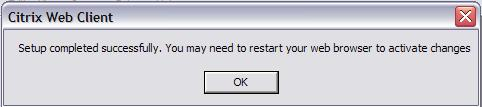 Citrix Web Client
Setup completed successfully. You may need to restart your web browser to activate changes
OK